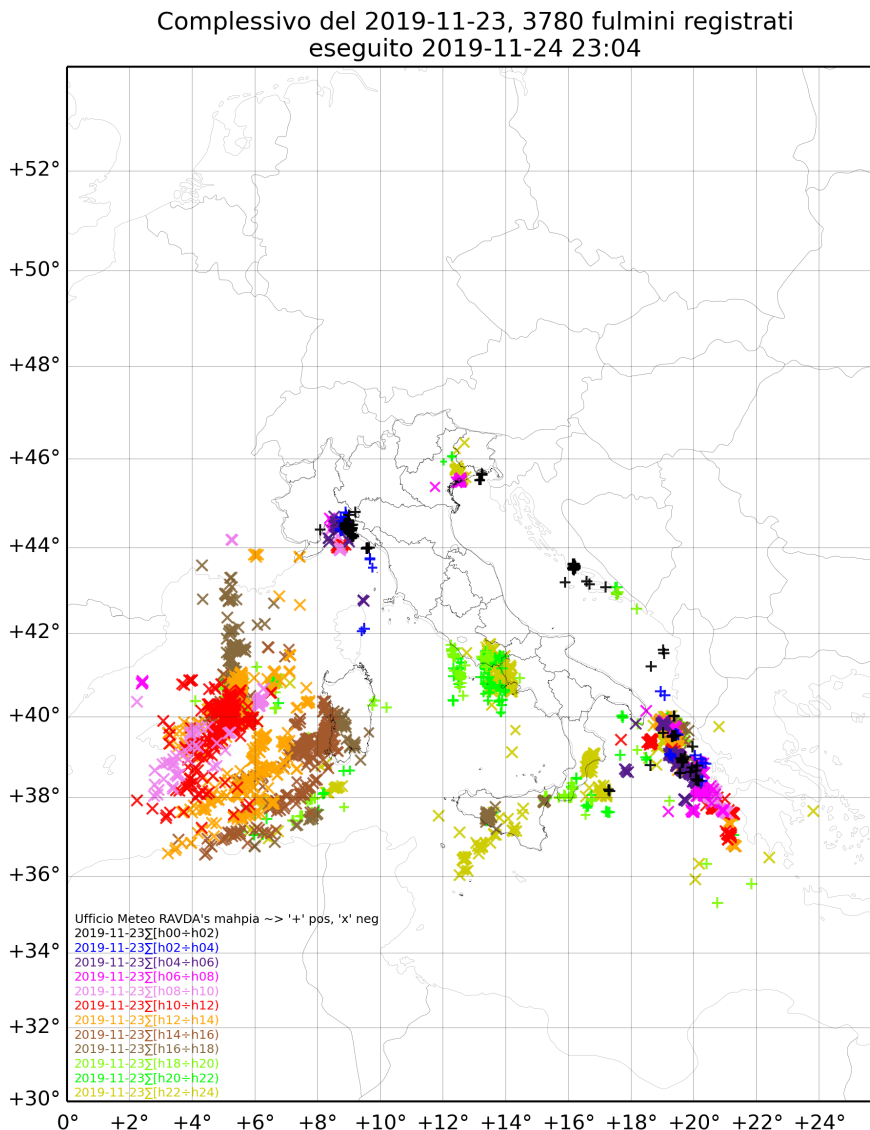 Complessivo del 2019-11-23, 3780 fulmini registrati
eseguito 2019-11-24 23:04
+52°
+50°
+48°
+46°
+44°
+42°
+40°
+38°
+36°
+34°
+32°
+30°
Ufficio Meteo RAVDA's mahpia ~> '+' pos, 'x' neg
2019-11-23∑[h00÷h02)
2019-11-23∑[h02÷h04)
2019-11-23∑[h04÷h06)
2019-11-23∑[h06÷h08)
2019-11-23∑[h08÷h10)
2019-11-23∑[h10÷h12)
2019-11-23∑[h12÷h14)
2019-11-23∑[h14÷h16)
2019-11-23∑[h16÷h18)
2019-11-23∑[h18÷h20)
2019-11-23∑[h20÷h22)
2019-11-23∑[h22÷h24)
0° +2° +4° +6° +8° +10° +12° +14° +16° +18° +20° +22° +24°